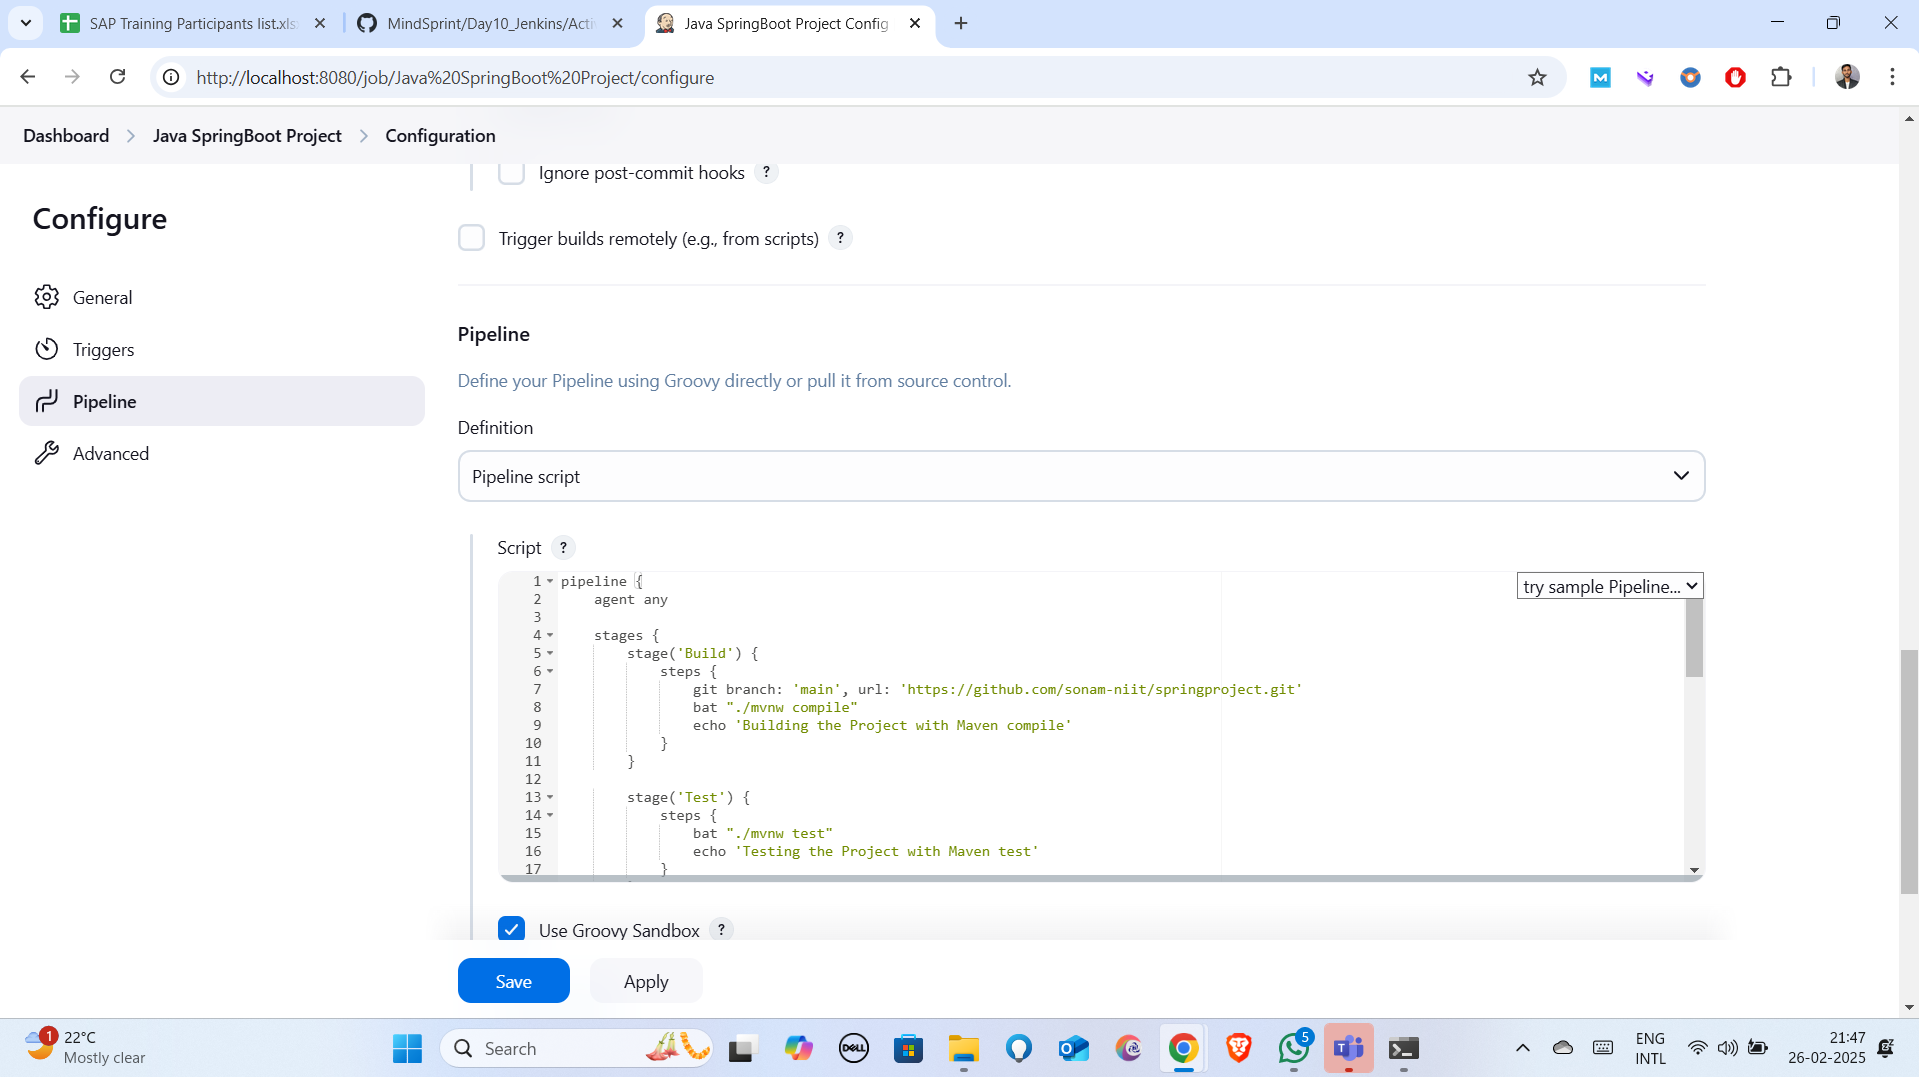 SAP Training Participants list.xls
MindSprint/Day10_Jenkins/Acti
Java SpringBoot Project Config
http://localhost:8080/job/Java%20SpringBoot%20Project/configure
Dashboard > Java SpringBoot Project > Configuration
Configure
General
Triggers
Pipeline
Advanced
Ignore post-commit hooks ?
Trigger builds remotely (e.g., from scripts) ?
Pipeline
Define your Pipeline using Groovy directly or pull it from source control.
Definition
Pipeline script
Script ?
try sample Pipeline...
1 pipeline {
2     agent any
3
4     stages {
5         stage('Build') {
6             steps {
7                 git branch: 'main', url: 'https://github.com/sonam-niit/springproject.git'
8                 bat "./mvnw compile"
9                 echo 'Building the Project with Maven compile'
10             }
11         }
12
13         stage('Test') {
14             steps {
15                 bat "./mvnw test"
16                 echo 'Testing the Project with Maven test'
17             }
Use Groovy Sandbox ?
Save
Apply
1
22°C
Mostly clear
Search
DELL
5
ENG
INTL
21:47
26-02-2025